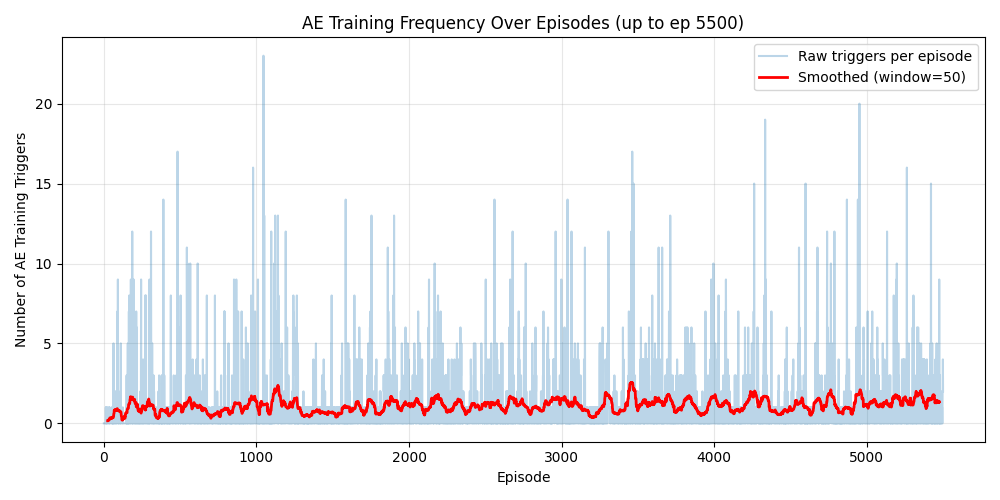 AE Training Frequency Over Episodes (up to ep 5500)
Raw triggers per episode
Smoothed (window=50)
Number of AE Training Triggers
20
15
10
5
0
0 1000 2000 3000 4000 5000
Episode